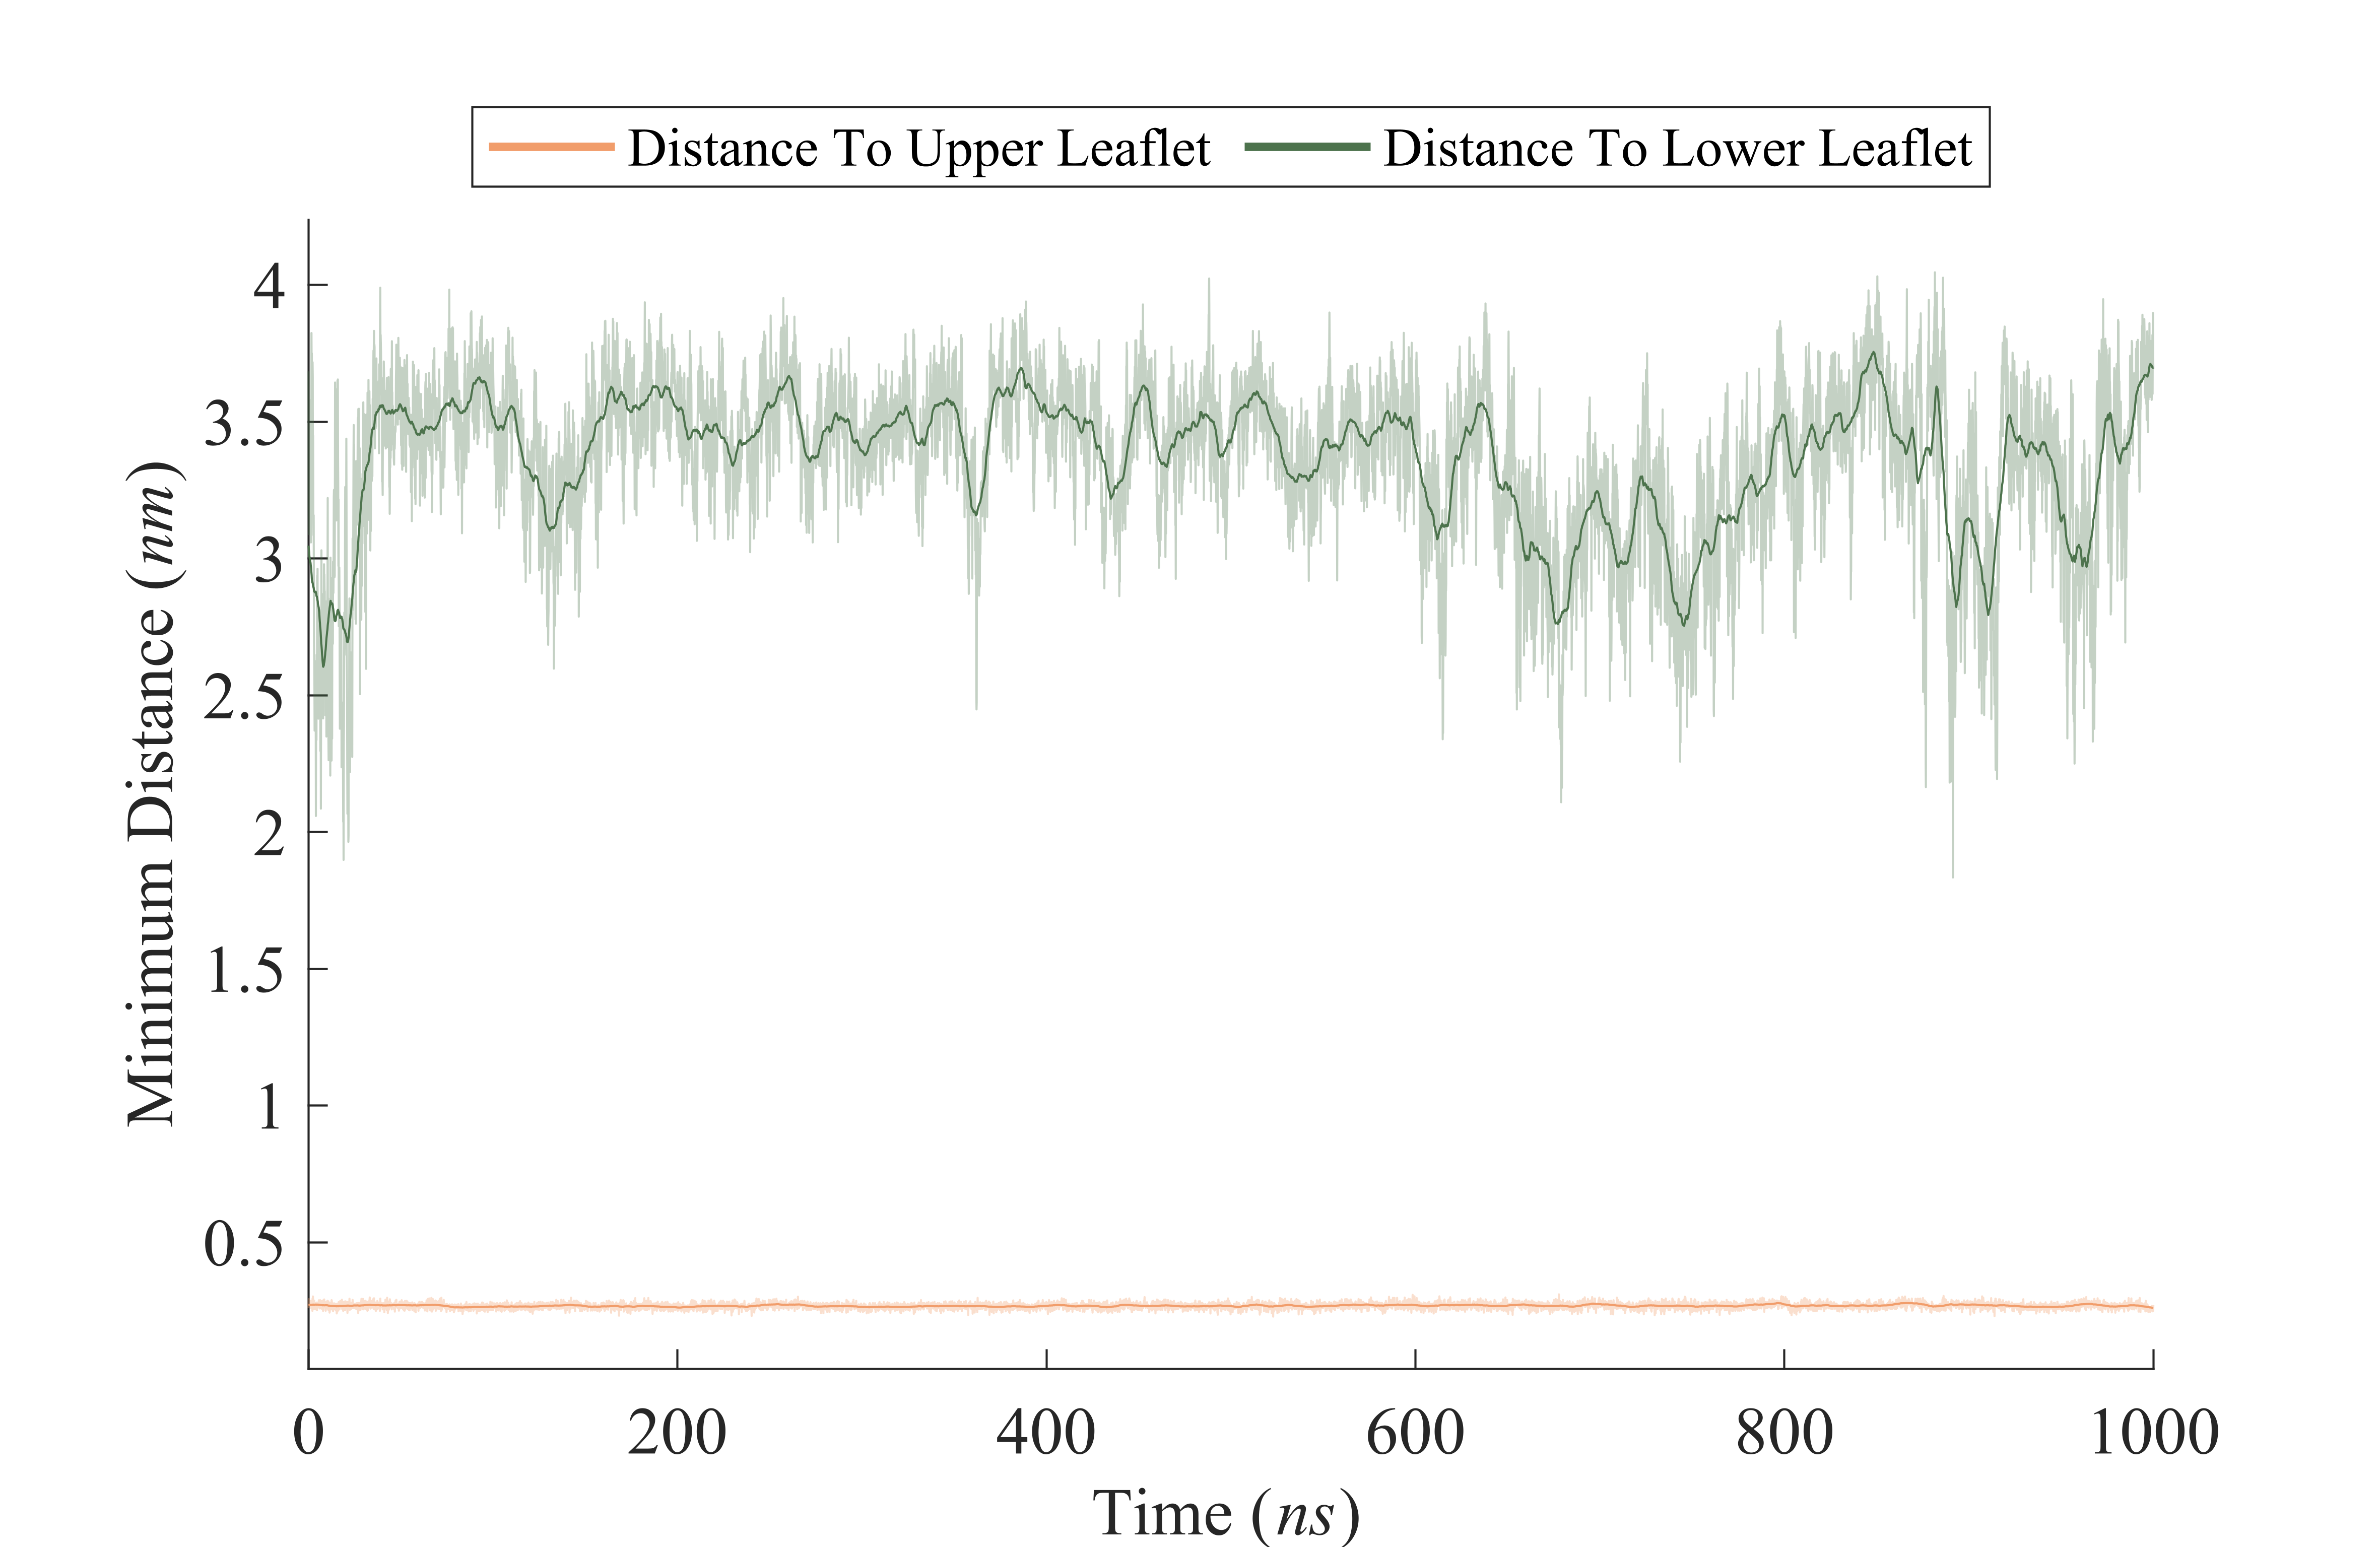 Distance To Upper Leaflet Distance To Lower Leaflet
4
3.5
3
2.5
2
1.5
1
0.5
Minimum Distance (nm)
0 200 400 600 800 1000
Time (ns)